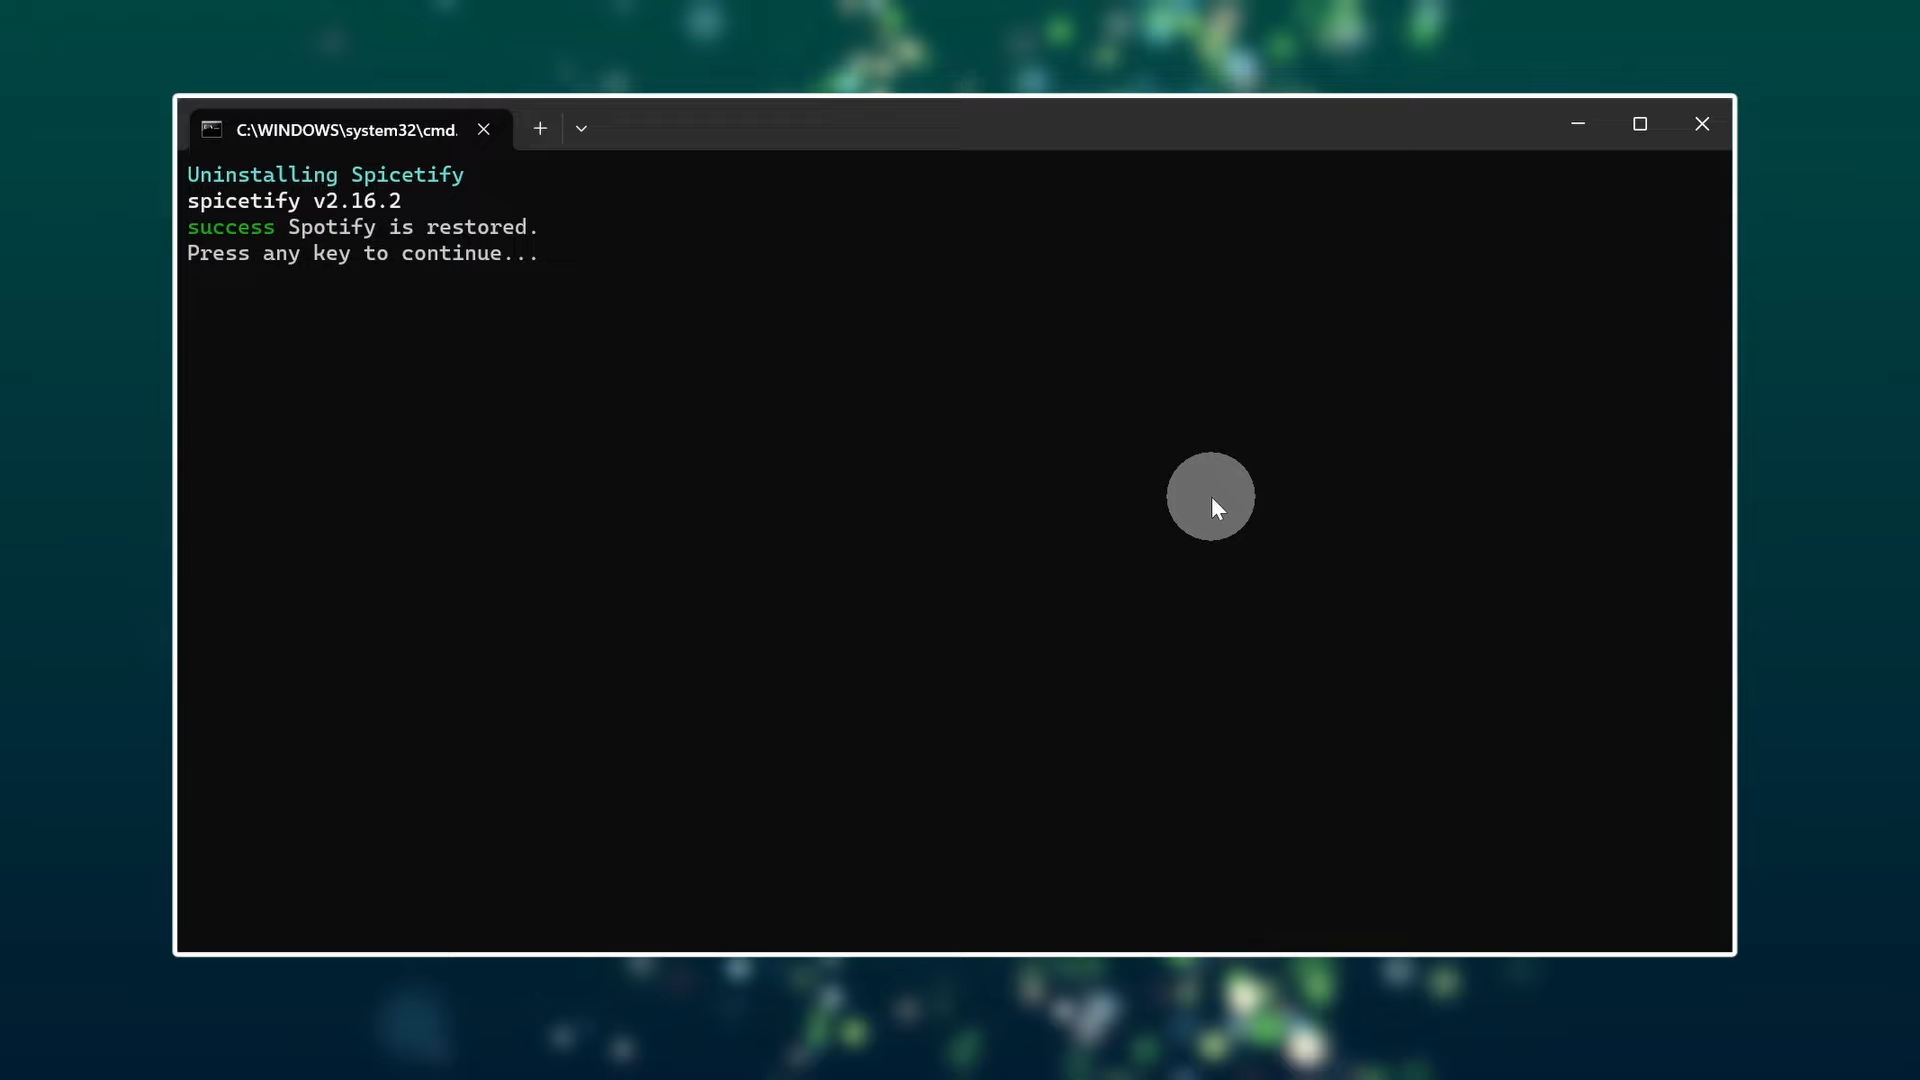 C:\WINDOWS\system32\cmd.
Uninstalling Spicetify
spicetify v2.16.2
success Spotify is restored.
Press any key to continue...